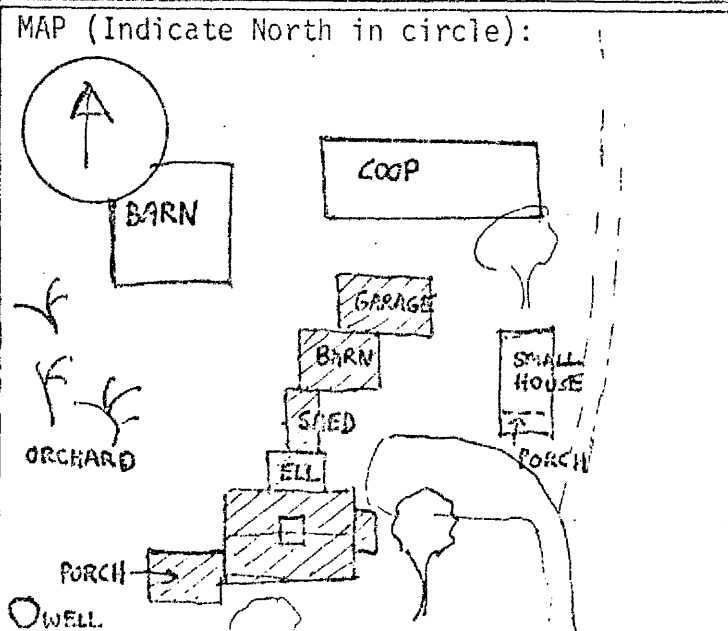 MAP (Indicate North in circle):
COOP
BARN
GARAGE
BARN
SMALL
HOUSE
SHED
ORCHARD
ELL
PORCH
PORCH
WELL